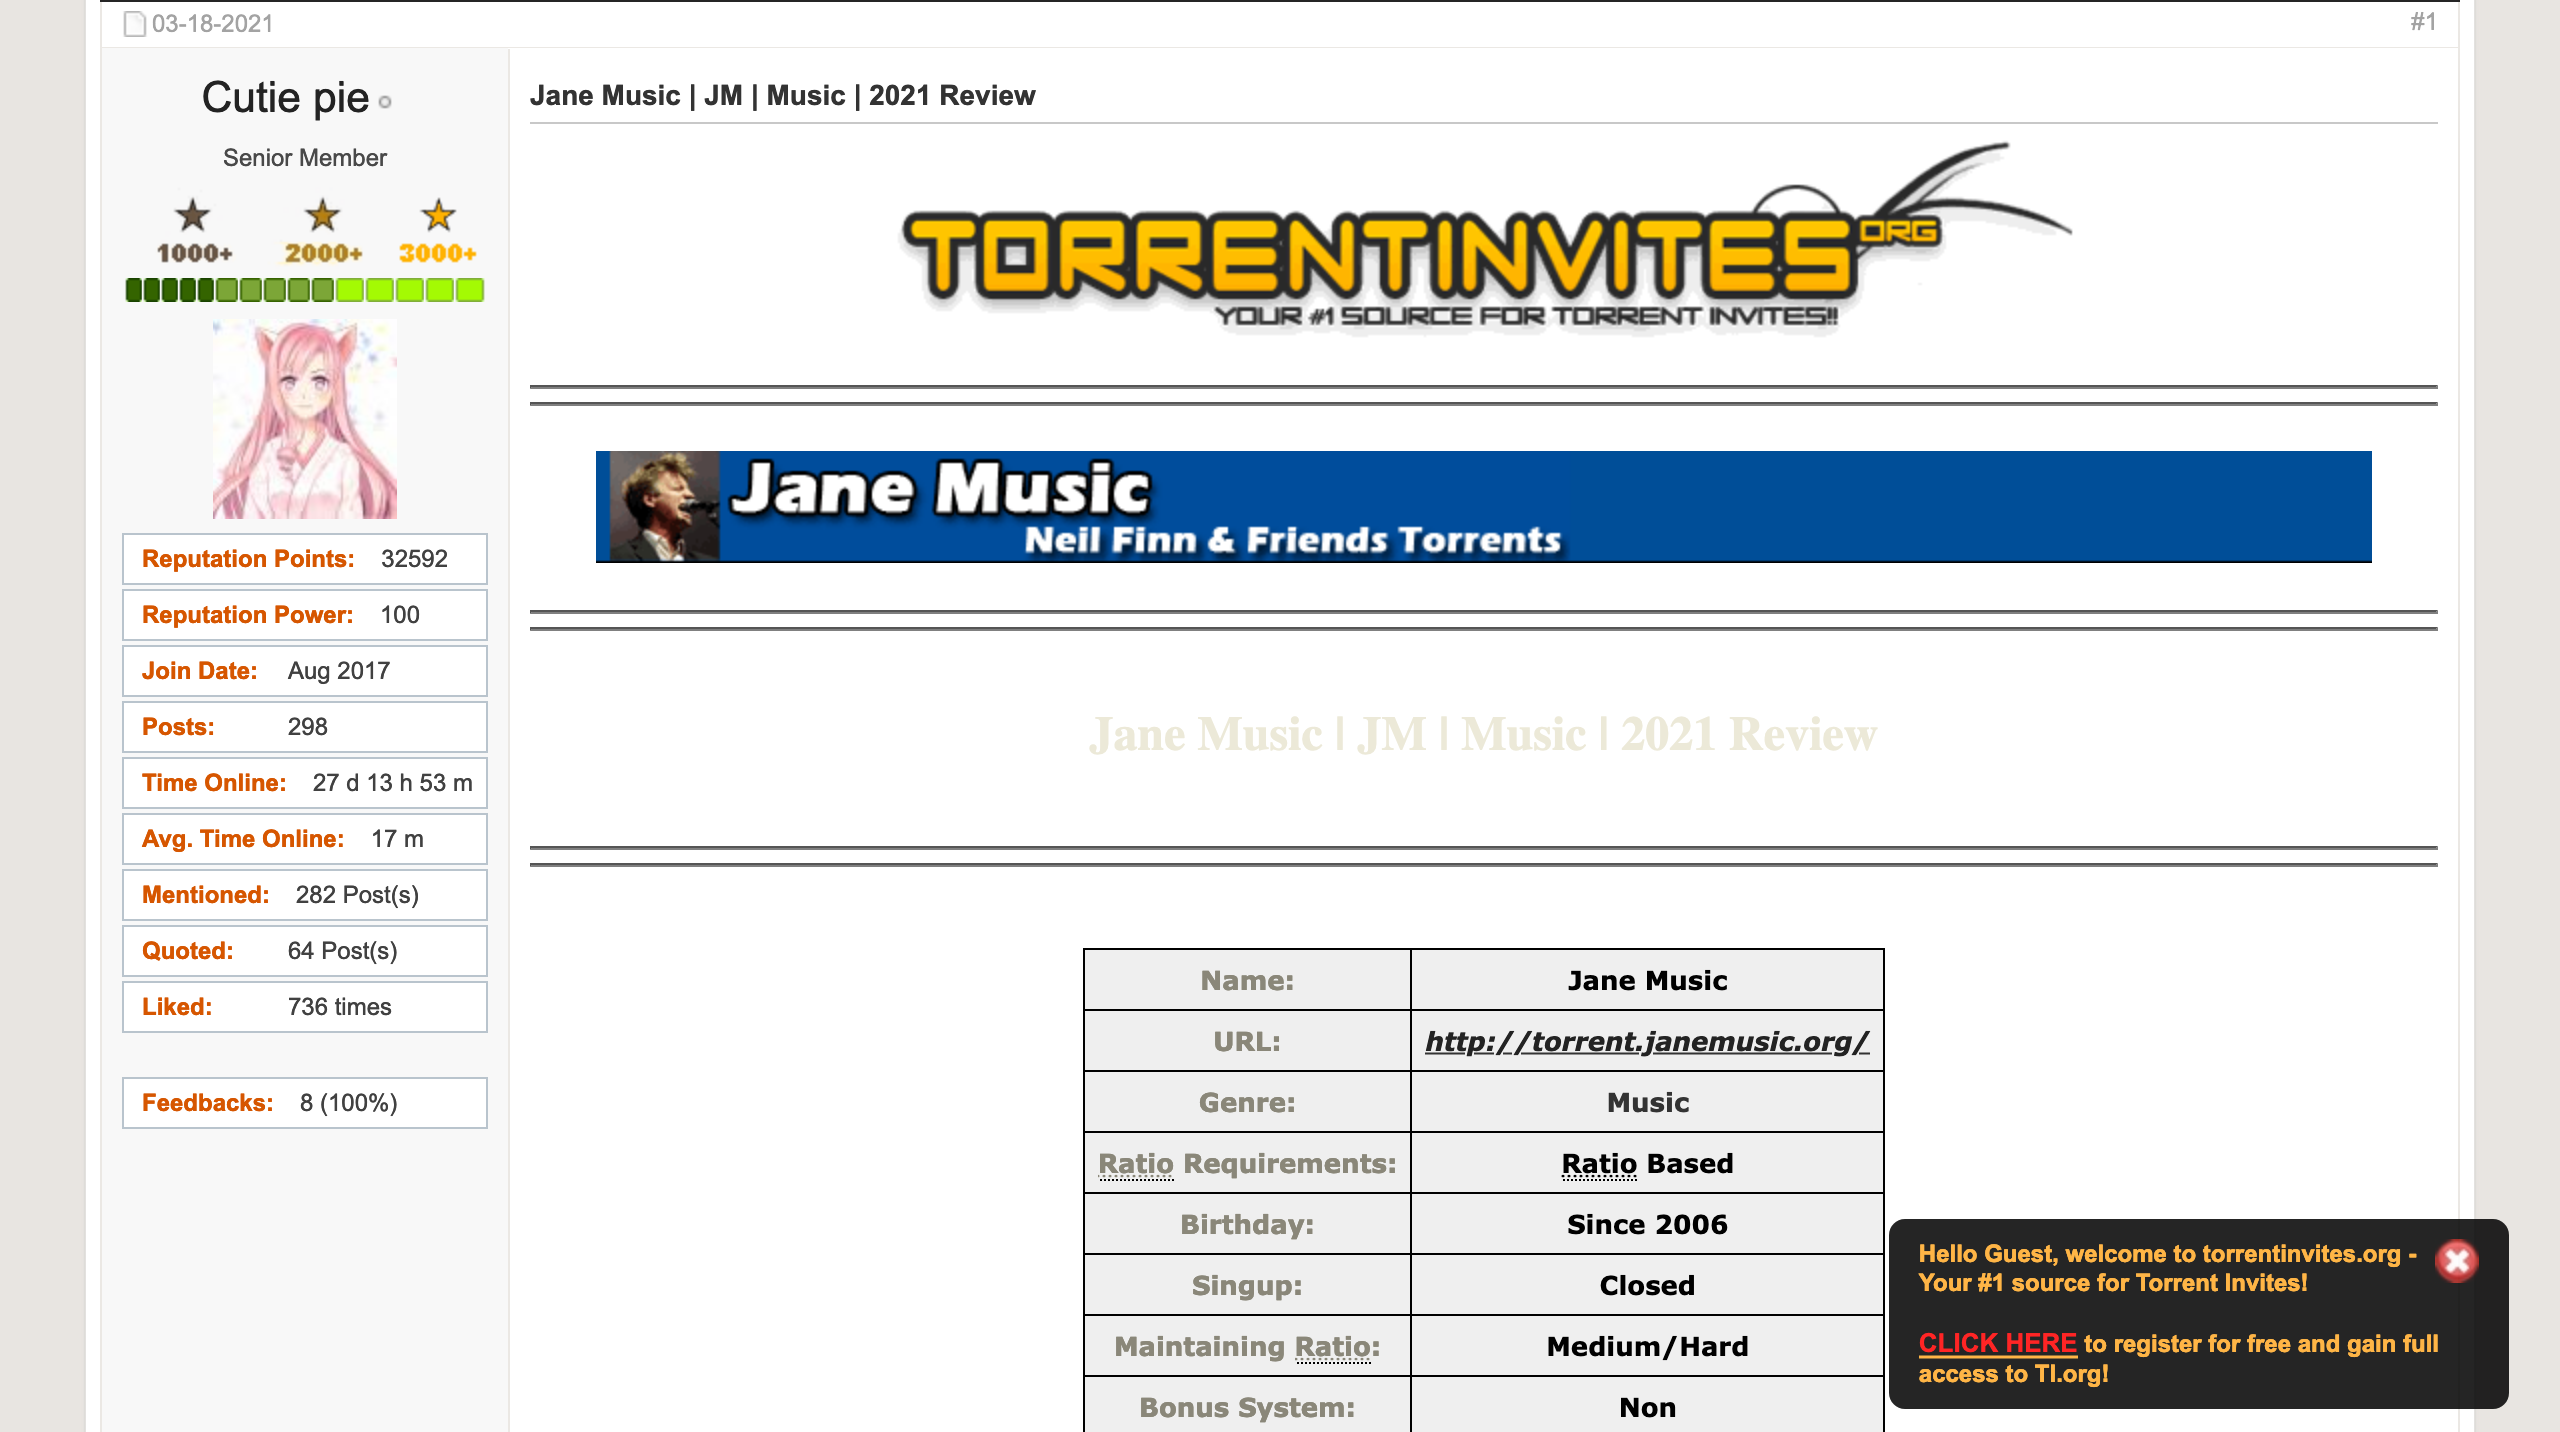 03-18-2021
#1
Cutie pie
Senior Member
1000+ 2000+ 3000+
Reputation Points: 32592
Reputation Power: 100
Join Date: Aug 2017
Posts: 298
Time Online: 27 d 13 h 53 m
Avg. Time Online: 17 m
Mentioned: 282 Post(s)
Quoted: 64 Post(s)
Liked: 736 times
Feedbacks: 8 (100%)
Jane Music | JM | Music | 2021 Review
TORRENTINVITES ORG
YOUR #1 SOURCE FOR TORRENT INVITES!!
Jane Music
Neil Finn & Friends Torrents
Jane Music | JM | Music | 2021 Review
Name: Jane Music
URL: http://torrent.janemusic.org/
Genre: Music
Ratio Requirements: Ratio Based
Birthday: Since 2006
Singup: Closed
Maintaining Ratio: Medium/Hard
Bonus System: Non
Hello Guest, welcome to torrentinvites.org -
Your #1 source for Torrent Invites!
CLICK HERE to register for free and gain full
access to TI.org!